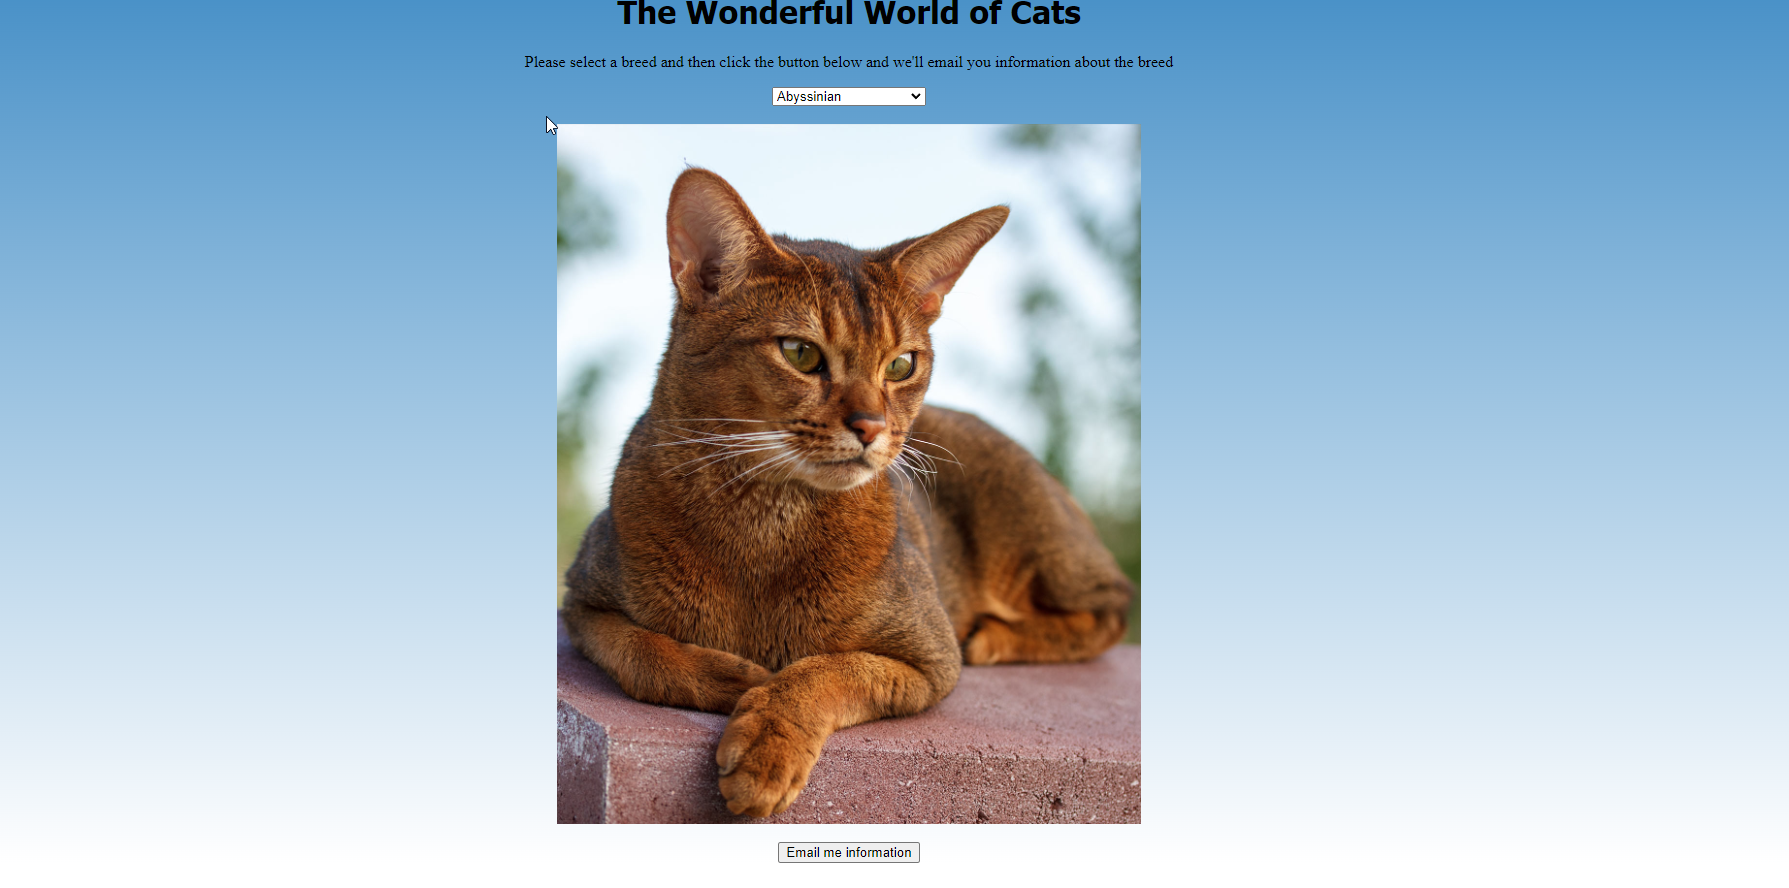 The Wonderful World of Cats
Please select a breed and then click the button below and we'll email you information about the breed
Abyssinian
Email me information